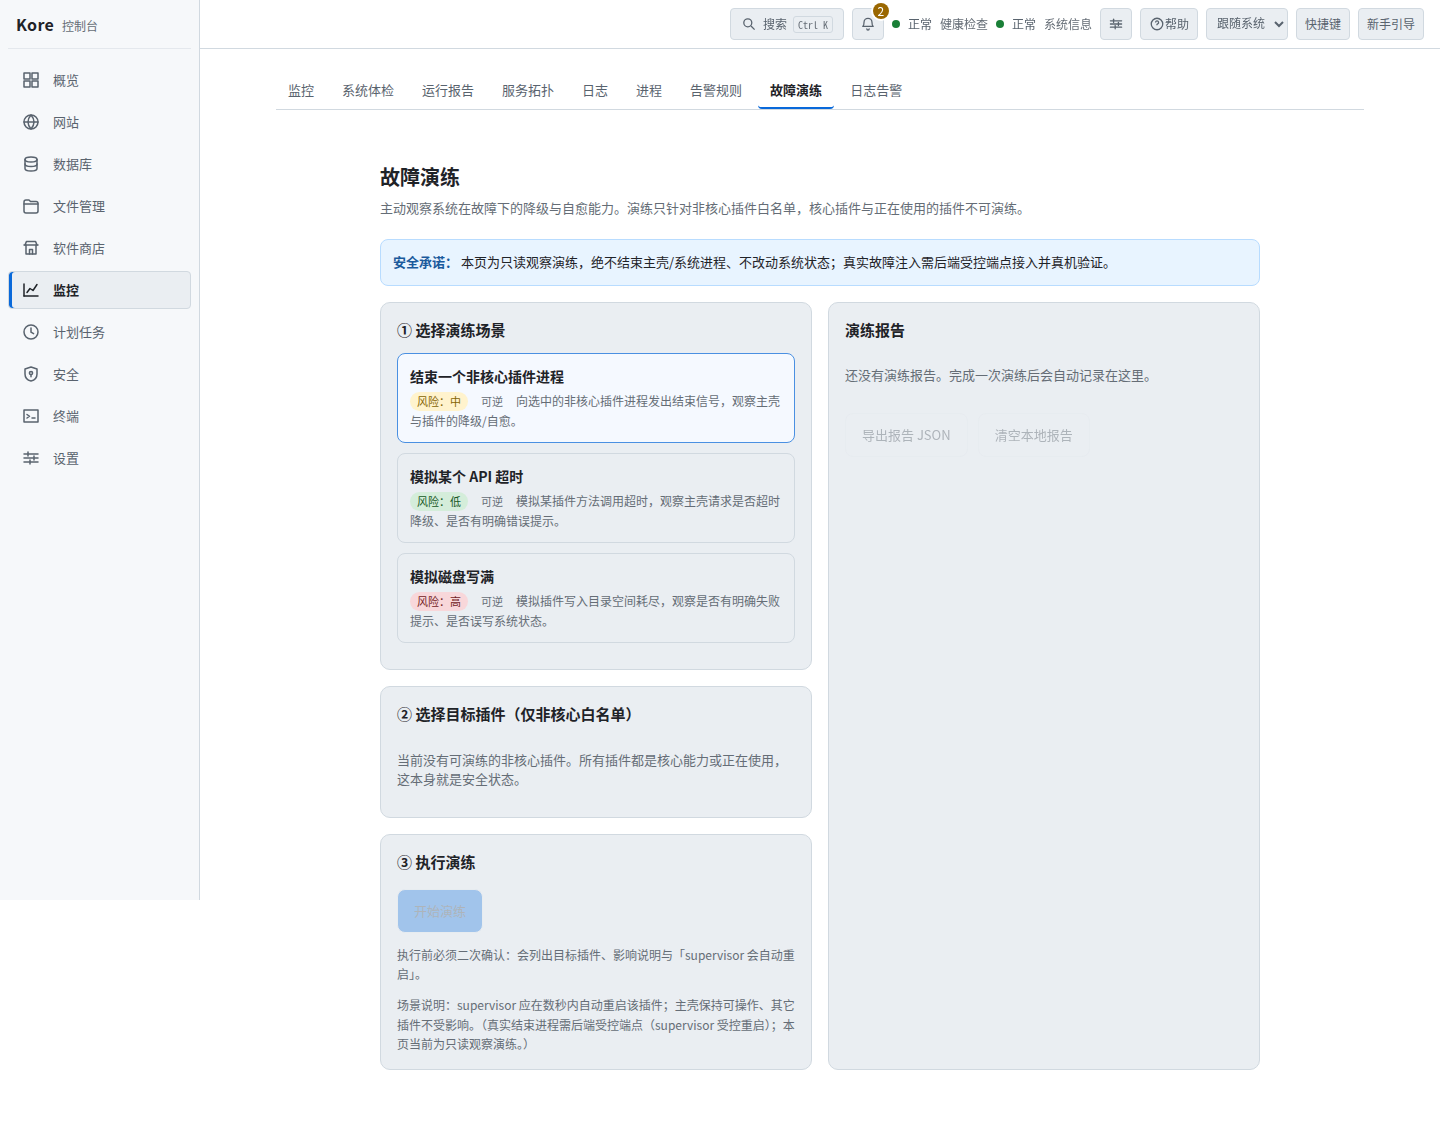 Kore 控制台
搜索 Ctrl K
2
正常 健康检查
正常 系统信息
帮助
跟随系统
快捷键
新手引导
概览
网站
数据库
文件管理
软件商店
监控
计划任务
安全
终端
设置
监控 系统体检 运行报告 服务拓扑 日志 进程 告警规则 故障演练 日志告警
故障演练
主动观察系统在故障下的降级与自愈能力。演练只针对非核心插件白名单，核心插件与正在使用的插件不可演练。
安全承诺： 本页为只读观察演练，绝不结束主壳/系统进程、不改动系统状态；真实故障注入需后端受控端点接入并真机验证。
① 选择演练场景
结束一个非核心插件进程
风险：中 可逆 向选中的非核心插件进程发出结束信号，观察主壳
与插件的降级/自愈。
模拟某个 API 超时
风险：低 可逆 模拟某插件方法调用超时，观察主壳请求是否超时
降级、是否有明确错误提示。
模拟磁盘写满
风险：高 可逆 模拟插件写入目录空间耗尽，观察是否有明确失败
提示、是否误写系统状态。
② 选择目标插件（仅非核心白名单）
当前没有可演练的非核心插件。所有插件都是核心能力或正在使用，
这本身就是安全状态。
③ 执行演练
开始演练
执行前必须二次确认：会列出目标插件、影响说明与「supervisor 会自动重
启」。
场景说明：supervisor 应在数秒内自动重启该插件；主壳保持可操作、其它
插件不受影响。（真实结束进程需后端受控端点（supervisor 受控重启）；本
页当前为只读观察演练。）
演练报告
还没有演练报告。完成一次演练后会自动记录在这里。
导出报告 JSON 清空本地报告